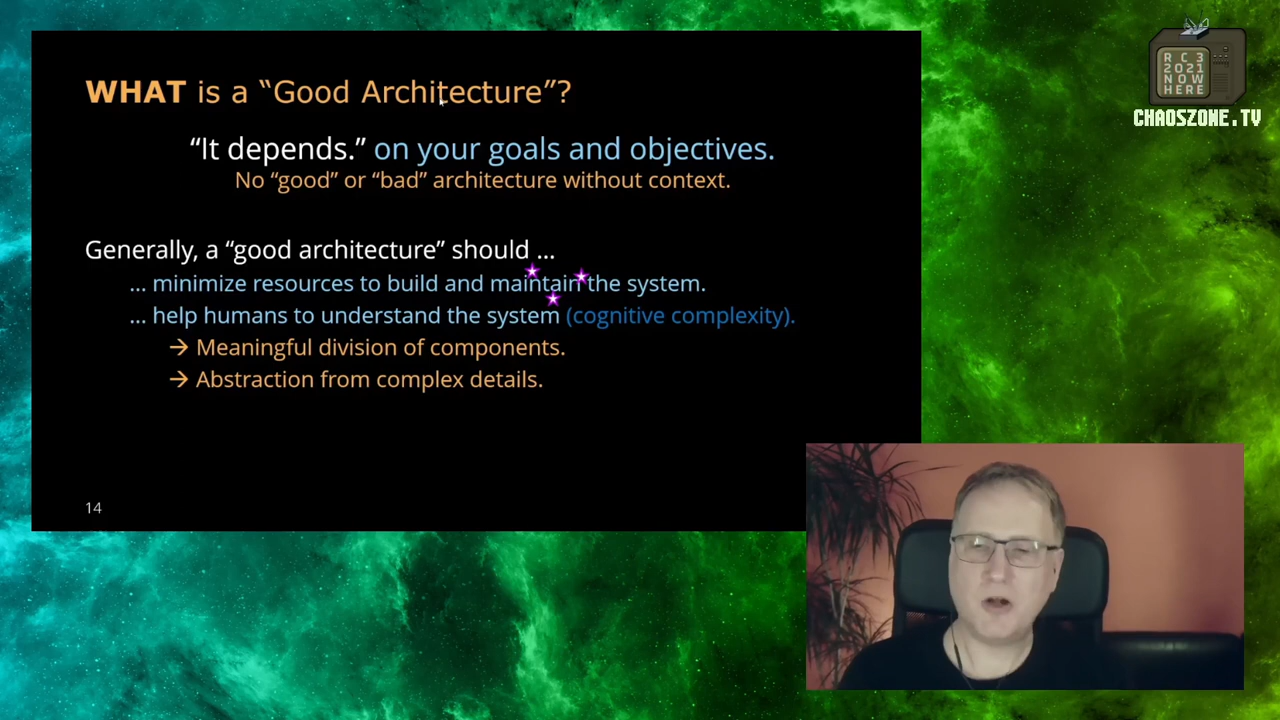 WHAT is a “Good Architecture”?
“It depends.” on your goals and objectives.
No “good” or “bad” architecture without context.
Generally, a “good architecture” should ...
... minimize resources to build and maintain the system.
... help humans to understand the system (cognitive complexity).
→ Meaningful division of components.
→ Abstraction from complex details.
14
RC3
2021
NOW
HERE
CHAOSZONE.TV